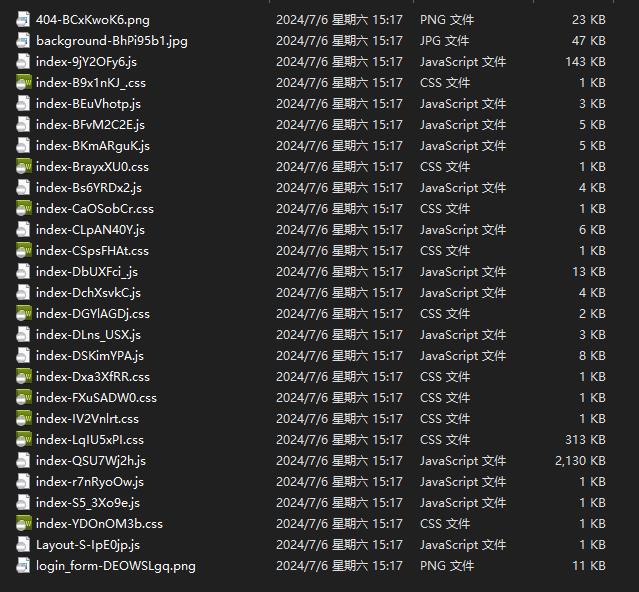 404-BCxKwoK6.png 2024/7/6 星期六 15:17 PNG 文件 23 KB
background-BhPi95b1.jpg 2024/7/6 星期六 15:17 JPG 文件 47 KB
index-9jY2OFy6.js 2024/7/6 星期六 15:17 JavaScript 文件 143 KB
index-B9x1nKJ_.css 2024/7/6 星期六 15:17 CSS 文件 1 KB
index-BEuVhotp.js 2024/7/6 星期六 15:17 JavaScript 文件 3 KB
index-BFvM2C2E.js 2024/7/6 星期六 15:17 JavaScript 文件 5 KB
index-BKmARguK.js 2024/7/6 星期六 15:17 JavaScript 文件 5 KB
index-BrayxXU0.css 2024/7/6 星期六 15:17 CSS 文件 1 KB
index-Bs6YRDx2.js 2024/7/6 星期六 15:17 JavaScript 文件 4 KB
index-CaOSobCr.css 2024/7/6 星期六 15:17 CSS 文件 1 KB
index-CLpAN40Y.js 2024/7/6 星期六 15:17 JavaScript 文件 6 KB
index-CSpsFHAt.css 2024/7/6 星期六 15:17 CSS 文件 1 KB
index-DbUXFci_.js 2024/7/6 星期六 15:17 JavaScript 文件 13 KB
index-DchXsvkC.js 2024/7/6 星期六 15:17 JavaScript 文件 4 KB
index-DGYlAGDj.css 2024/7/6 星期六 15:17 CSS 文件 2 KB
index-DLns_USX.js 2024/7/6 星期六 15:17 JavaScript 文件 3 KB
index-DSKimYPA.js 2024/7/6 星期六 15:17 JavaScript 文件 8 KB
index-Dxa3XfRR.css 2024/7/6 星期六 15:17 CSS 文件 1 KB
index-FXuSADW0.css 2024/7/6 星期六 15:17 CSS 文件 1 KB
index-IV2Vnlrt.css 2024/7/6 星期六 15:17 CSS 文件 1 KB
index-LqIU5xPI.css 2024/7/6 星期六 15:17 CSS 文件 313 KB
index-QSU7Wj2h.js 2024/7/6 星期六 15:17 JavaScript 文件 2,130 KB
index-r7nRyoOw.js 2024/7/6 星期六 15:17 JavaScript 文件 1 KB
index-S5_3Xo9e.js 2024/7/6 星期六 15:17 JavaScript 文件 1 KB
index-YDOnOM3b.css 2024/7/6 星期六 15:17 CSS 文件 1 KB
Layout-S-IpE0jp.js 2024/7/6 星期六 15:17 JavaScript 文件 1 KB
login_form-DEOWSLgq.png 2024/7/6 星期六 15:17 PNG 文件 11 KB